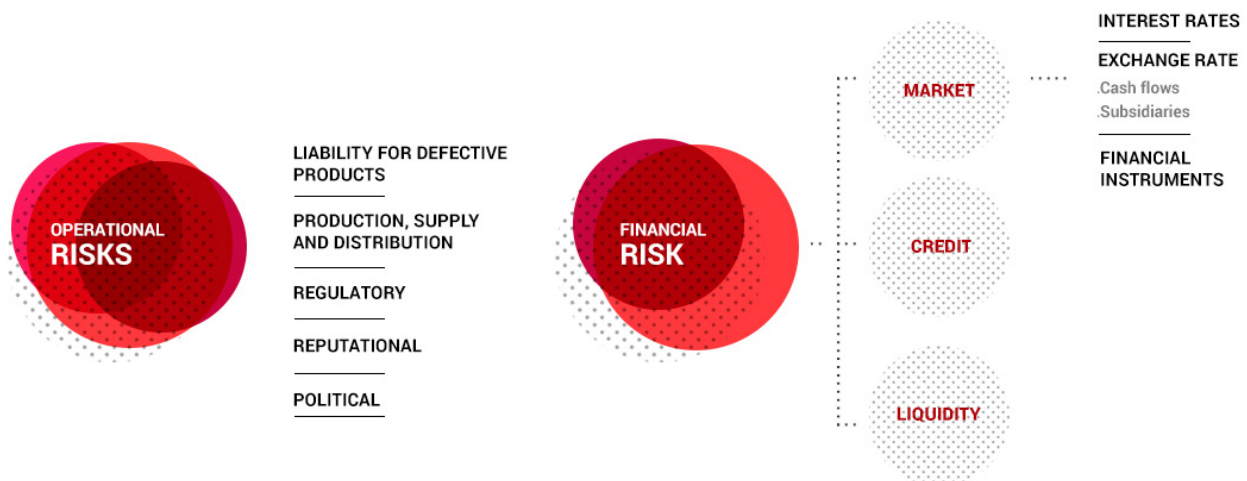 OPERATIONAL
RISKS
LIABILITY FOR DEFECTIVE
PRODUCTS
PRODUCTION, SUPPLY
AND DISTRIBUTION
REGULATORY
REPUTATIONAL
POLITICAL
FINANCIAL
RISK
MARKET
CREDIT
LIQUIDITY
INTEREST RATES
EXCHANGE RATE
.Cash flows
.Subsidiaries
FINANCIAL
INSTRUMENTS